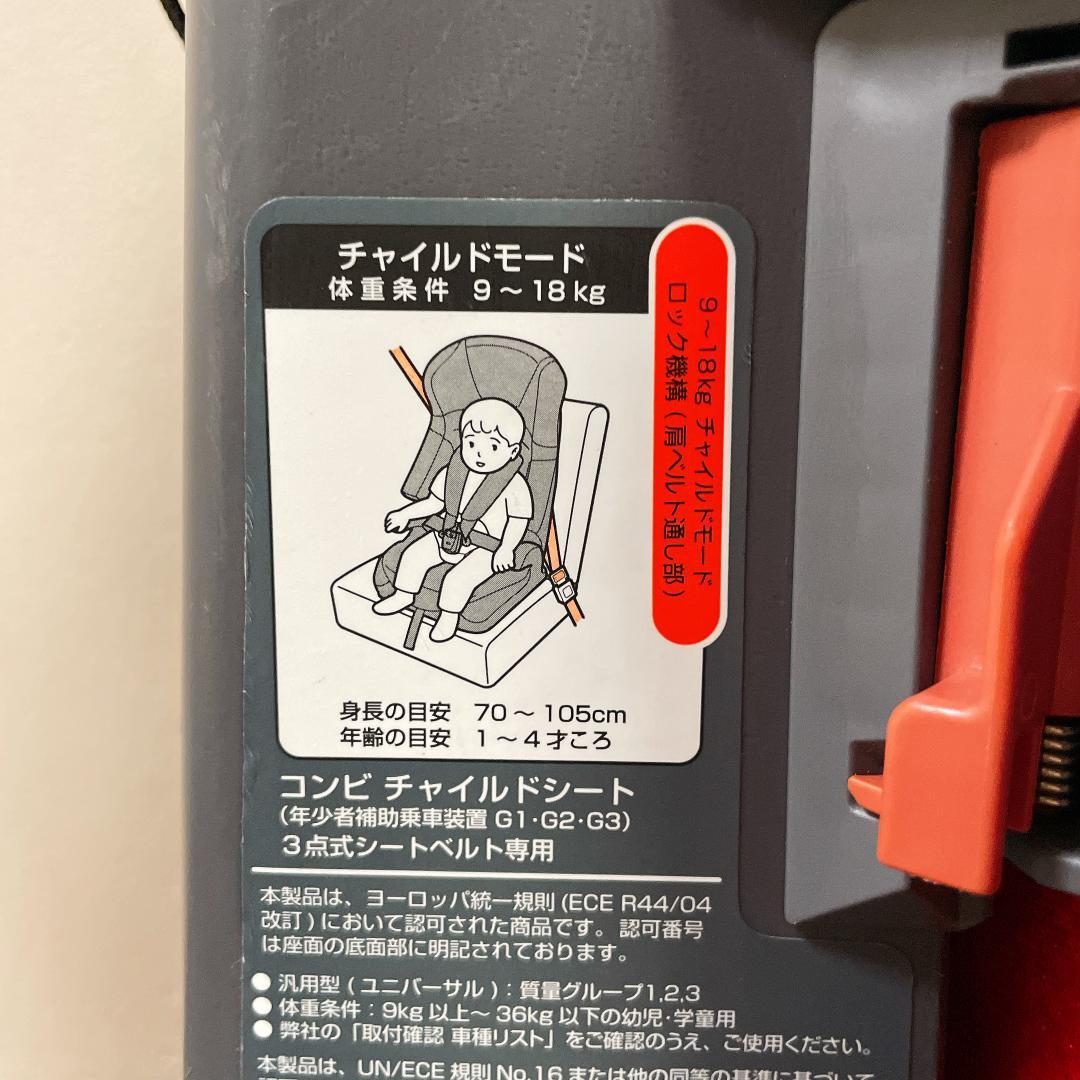 チャイルドモード
体重条件 9～18kg
9～18kg チャイルドモード
ロック機構(肩ベルト通し部)
身長の目安 70～105cm
年齢の目安 1～4才ころ
コンビ チャイルドシート
(年少者補助乗車装置 G1・G2・G3)
3点式シートベルト専用
本製品は、ヨーロッパ統一規則(ECE R44/04
改訂)において認可された商品です。認可番号
は座面の底面部に明記されております。
●汎用型(ユニバーサル):質量グループ1,2,3
●体重条件:9kg以上～36kg以下の幼児・学童用
●弊社の「取付確認 車種リスト」をご確認のうえ、ご使用ください。
本製品は、UN/ECE規則No.16または他の同等の基準に基づいて